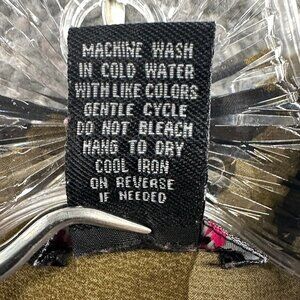 MACHINE WASH
IN COLD WATER
WITH LIKE COLORS
GENTLE CYCLE
DO NOT BLEACH
HANG TO DRY
COOL IRON
ON REVERSE
IF NEEDED